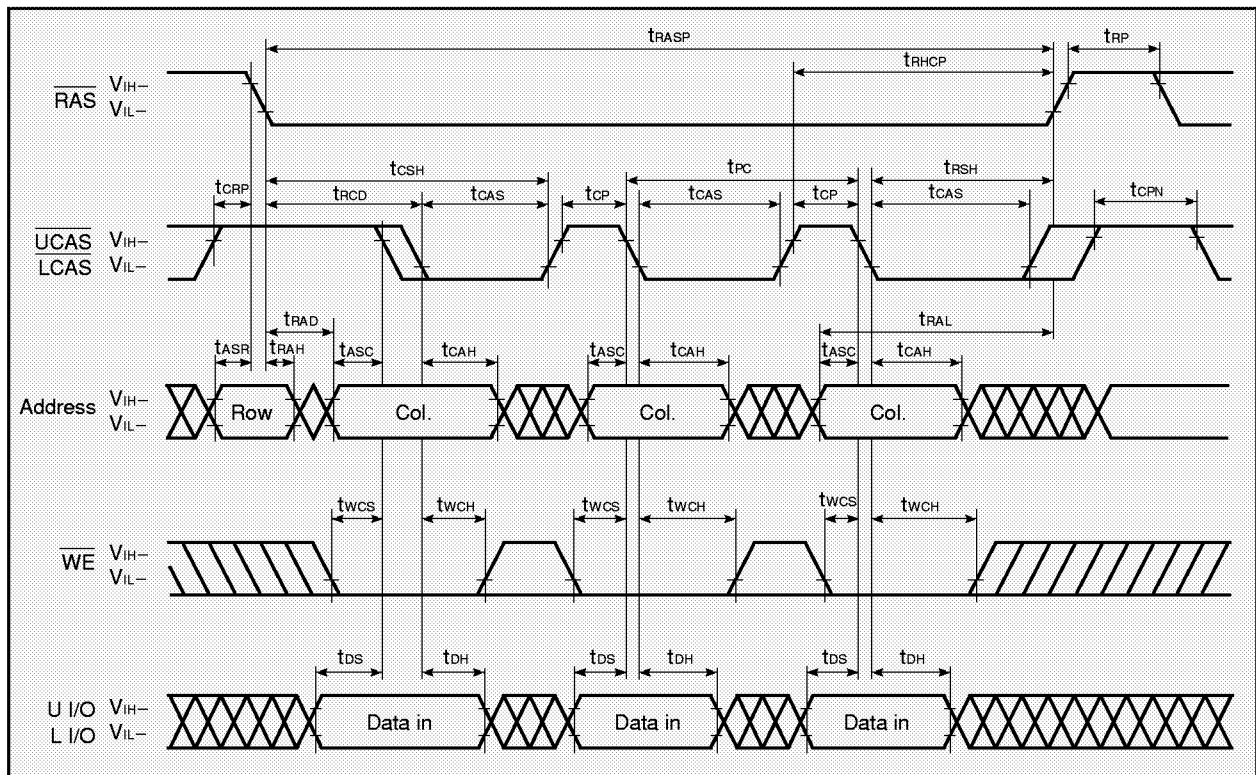 tRASP
tRP
tRHCP
RAS VIH–
VIL–
tCSH
tPC
tRSH
tCRP
tRCD
tCAS
tCP
tCAS
tCP
tCAS
tCPN
UCAS VIH–
LCAS VIL–
tRAD
tRAL
tASR
tRAH
tASC
tCAH
tASC
tCAH
tASC
tCAH
Address VIH–
VIL–
Row
Col.
Col.
Col.
tWCS
tWCH
tWCS
tWCH
tWCS
tWCH
WE VIH–
VIL–
tDS
tDH
tDS
tDH
tDS
tDH
U I/O VIH–
L I/O VIL–
Data in
Data in
Data in